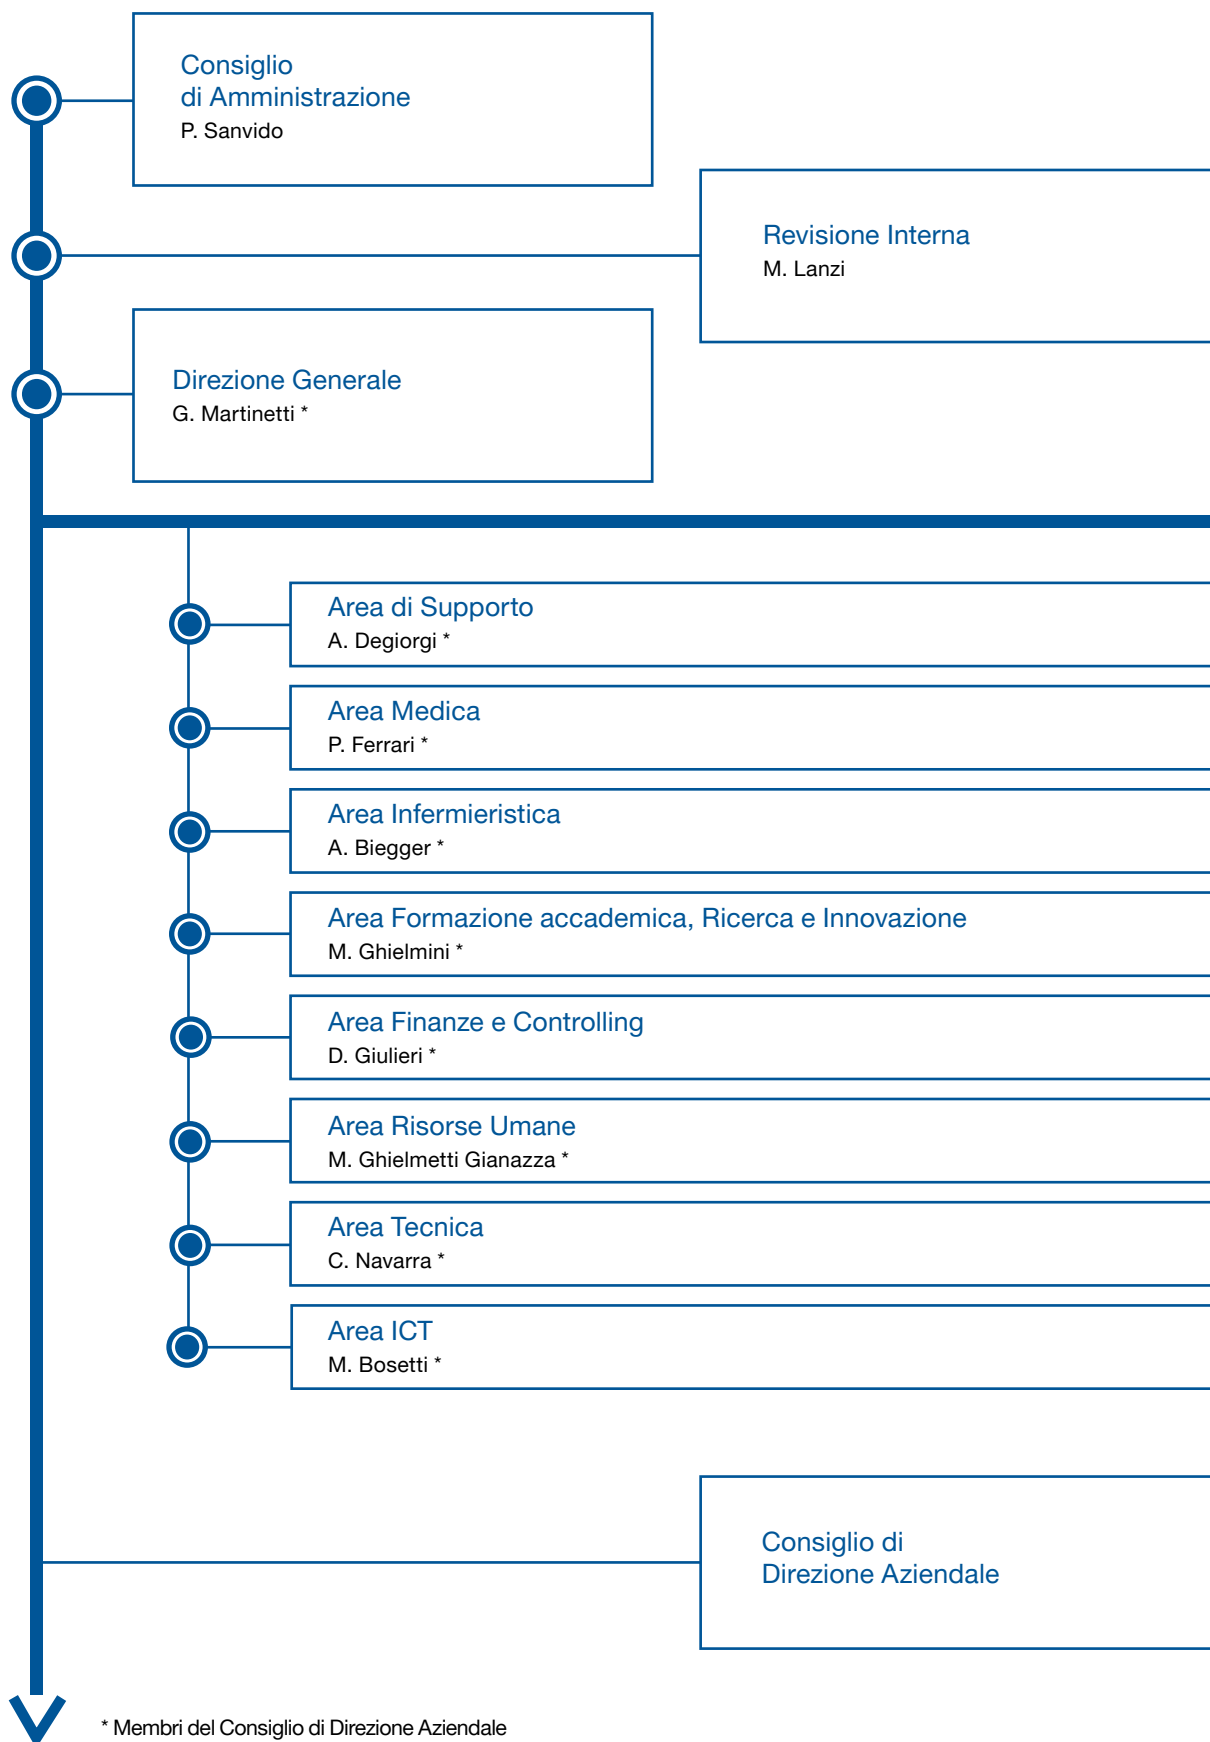 Consiglio
di Amministrazione
P. Sanvido
Revisione Interna
M. Lanzi
Direzione Generale
G. Martinetti *
Area di Supporto
A. Degiorgi *
Area Medica
P. Ferrari *
Area Infermieristica
A. Biegger *
Area Formazione accademica, Ricerca e Innovazione
M. Ghielmini *
Area Finanze e Controlling
D. Giulieri *
Area Risorse Umane
M. Ghielmetti Gianazza *
Area Tecnica
C. Navarra *
Area ICT
M. Bosetti *
Consiglio di
Direzione Aziendale
* Membri del Consiglio di Direzione Aziendale